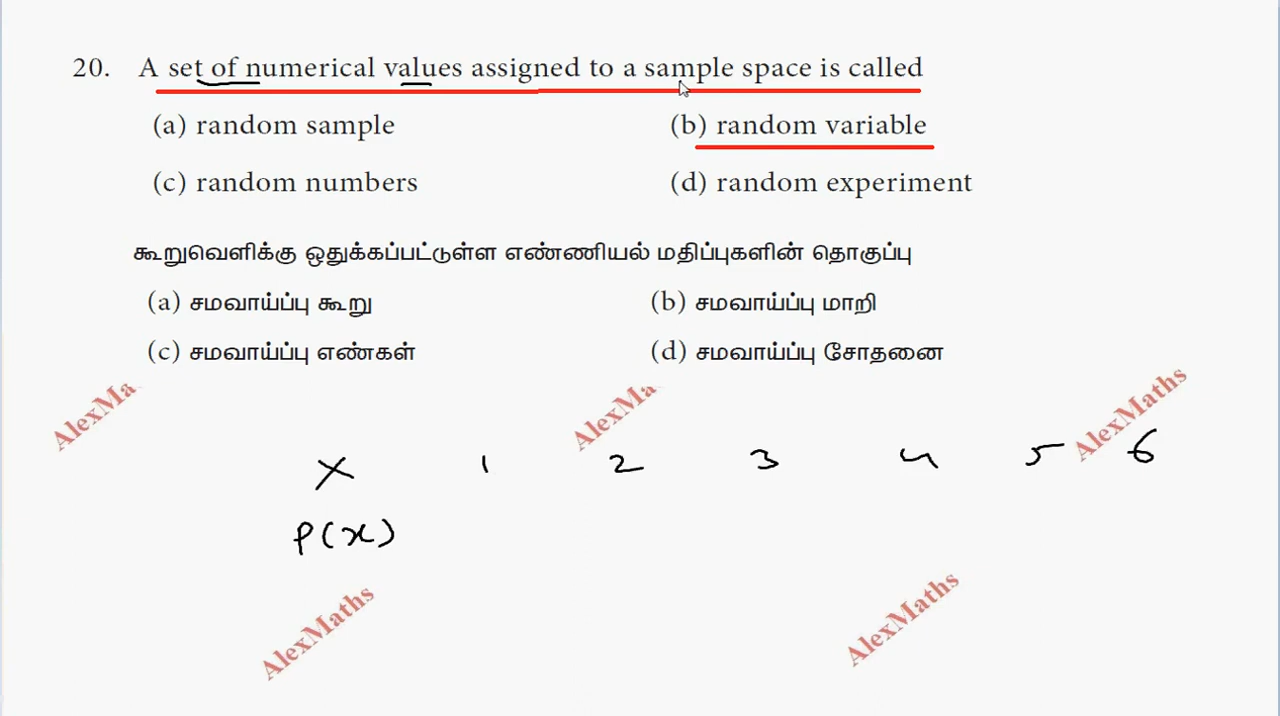 20. A set of numerical values assigned to a sample space is called
(a) random sample (b) random variable
(c) random numbers (d) random experiment
கூறுவெளிக்கு ஒதுக்கப்பட்டுள்ள எண்ணியல் மதிப்புகளின் தொகுப்பு
(a) சமவாய்ப்பு கூறு (b) சமவாய்ப்பு மாறி
(c) சமவாய்ப்பு எண்கள் (d) சமவாய்ப்பு சோதனை
AlexMa AlexMa AlexMaths
X 1 2 3 4 5 6
P(x)
AlexMaths AlexMaths